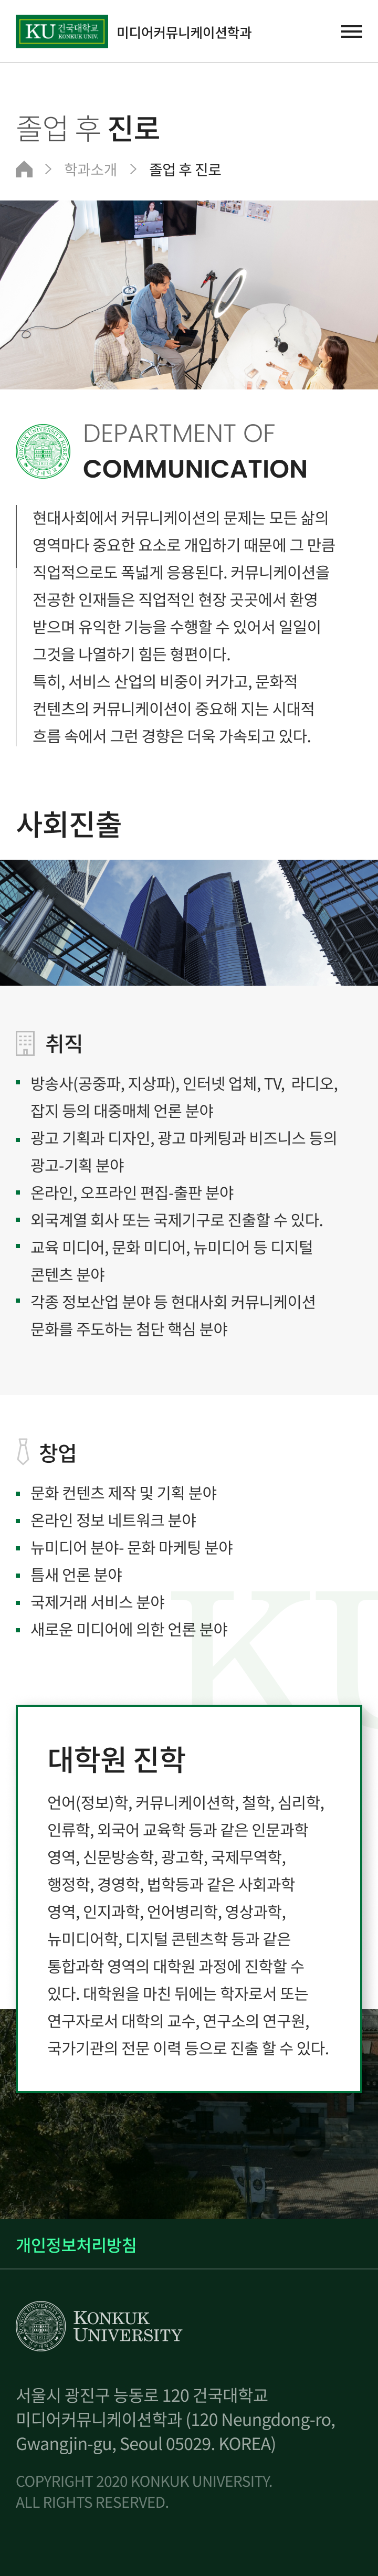 KU 건국대학교
KONKUK UNIV.
미디어커뮤니케이션학과
졸업 후 진로
학과소개
졸업 후 진로
DEPARTMENT OF
COMMUNICATION
현대사회에서 커뮤니케이션의 문제는 모든 삶의
영역마다 중요한 요소로 개입하기 때문에 그 만큼
직업적으로도 폭넓게 응용된다. 커뮤니케이션을
전공한 인재들은 직업적인 현장 곳곳에서 환영
받으며 유익한 기능을 수행할 수 있어서 일일이
그것을 나열하기 힘든 형편이다.
특히, 서비스 산업의 비중이 커가고, 문화적
컨텐츠의 커뮤니케이션이 중요해 지는 시대적
흐름 속에서 그런 경향은 더욱 가속되고 있다.
사회진출
취직
방송사(공중파, 지상파), 인터넷 업체, TV, 라디오,
잡지 등의 대중매체 언론 분야
광고 기획과 디자인, 광고 마케팅과 비즈니스 등의
광고-기획 분야
온라인, 오프라인 편집-출판 분야
외국계열 회사 또는 국제기구로 진출할 수 있다.
교육 미디어, 문화 미디어, 뉴미디어 등 디지털
콘텐츠 분야
각종 정보산업 분야 등 현대사회 커뮤니케이션
문화를 주도하는 첨단 핵심 분야
창업
문화 컨텐츠 제작 및 기획 분야
온라인 정보 네트워크 분야
뉴미디어 분야- 문화 마케팅 분야
틈새 언론 분야
국제거래 서비스 분야
새로운 미디어에 의한 언론 분야
KU
대학원 진학
언어(정보)학, 커뮤니케이션학, 철학, 심리학,
인류학, 외국어 교육학 등과 같은 인문과학
영역, 신문방송학, 광고학, 국제무역학,
행정학, 경영학, 법학등과 같은 사회과학
영역, 인지과학, 언어병리학, 영상과학,
뉴미디어학, 디지털 콘텐츠학 등과 같은
통합과학 영역의 대학원 과정에 진학할 수
있다. 대학원을 마친 뒤에는 학자로서 또는
연구자로서 대학의 교수, 연구소의 연구원,
국가기관의 전문 이력 등으로 진출 할 수 있다.
개인정보처리방침
KONKUK
UNIVERSITY
서울시 광진구 능동로 120 건국대학교
미디어커뮤니케이션학과 (120 Neungdong-ro,
Gwangjin-gu, Seoul 05029. KOREA)
COPYRIGHT 2020 KONKUK UNIVERSITY.
ALL RIGHTS RESERVED.